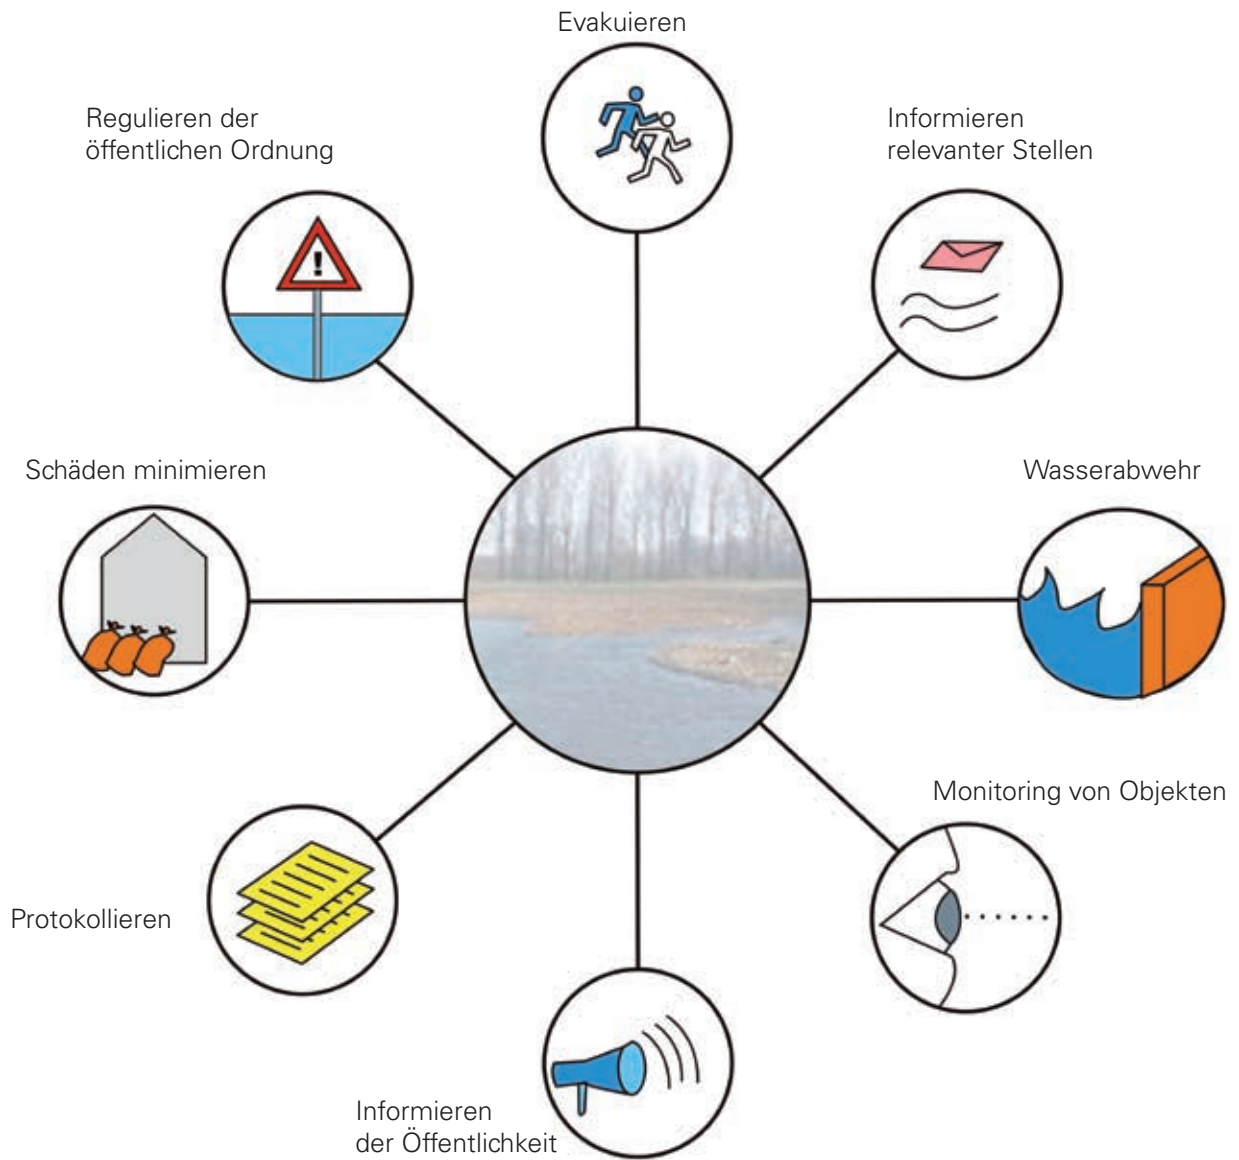 Evakuieren
Regulieren der
öffentlichen Ordnung
Informieren
relevanter Stellen
!
Schäden minimieren
Wasserabwehr
Monitoring von Objekten
Protokollieren
Informieren
der Öffentlichkeit